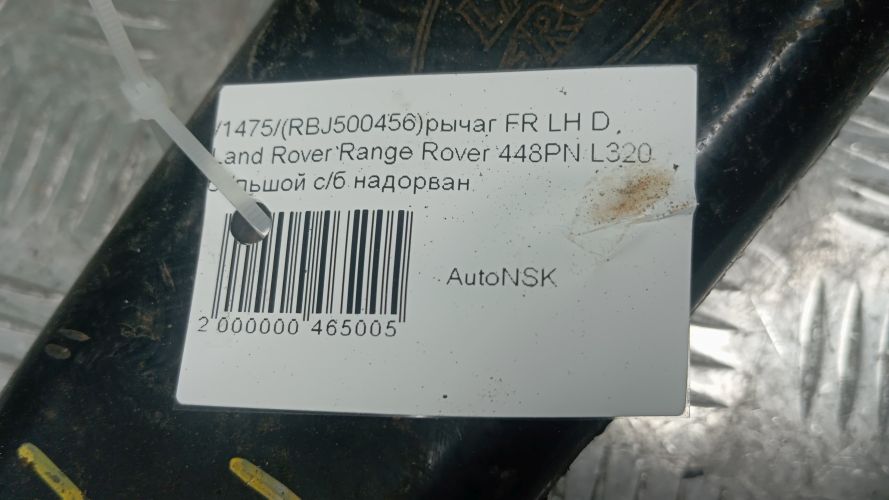 /1475/(RBJ500456)рычаг FR LH D,
Land Rover Range Rover 448PN L320
с/б надорван
AutoNSK
2 000000 465005